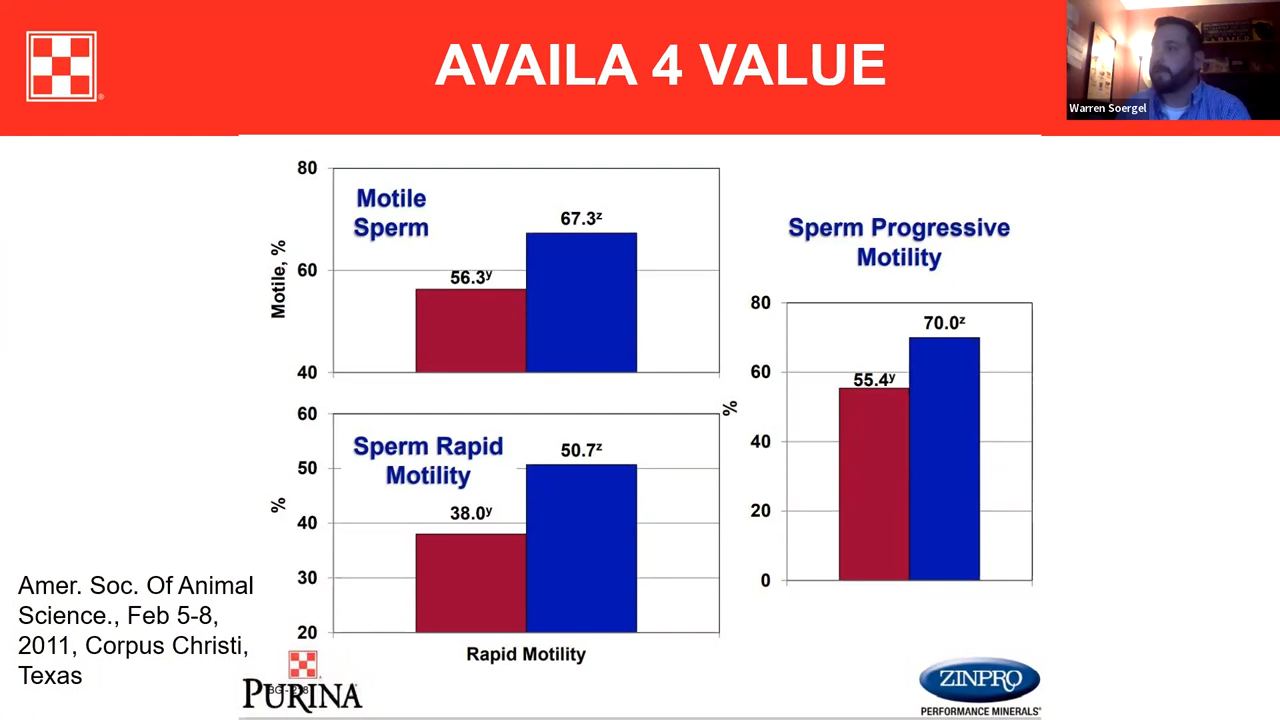 AVAILA 4 VALUE
Warren Soergel
Motile
Sperm
Motile, %
80
60
40
56.3ʸ
67.3ᶻ
Sperm Rapid
Motility
%
60
50
40
30
20
38.0ʸ
50.7ᶻ
Rapid Motility
Sperm Progressive
Motility
%
80
60
40
20
0
55.4ʸ
70.0ᶻ
Amer. Soc. Of Animal
Science., Feb 5-8,
2011, Corpus Christi,
Texas
PURINA
ZINPRO
PERFORMANCE MINERALS